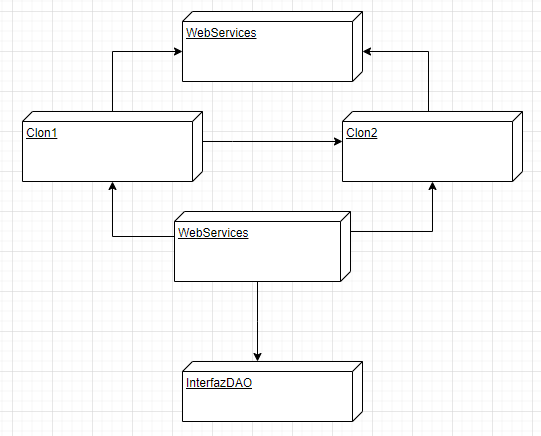 WebServices
Clon1
Clon2
WebServices
InterfazDAO